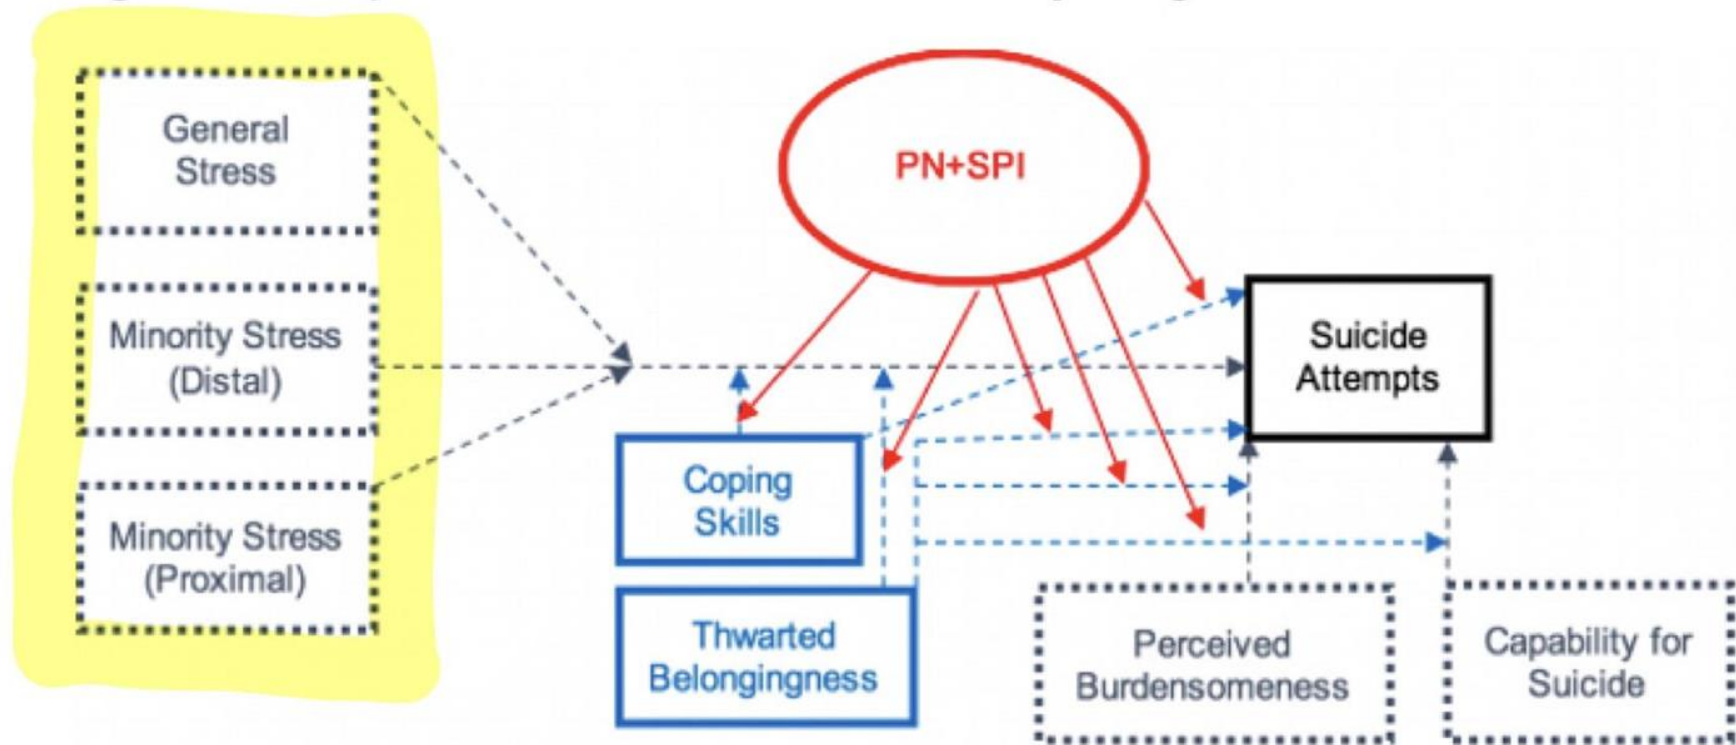 General
Stress
PN+SPI
Minority Stress
(Distal)
Suicide
Attempts
Coping
Skills
Minority Stress
(Proximal)
Thwarted
Belongingness
Perceived
Burdensomeness
Capability for
Suicide